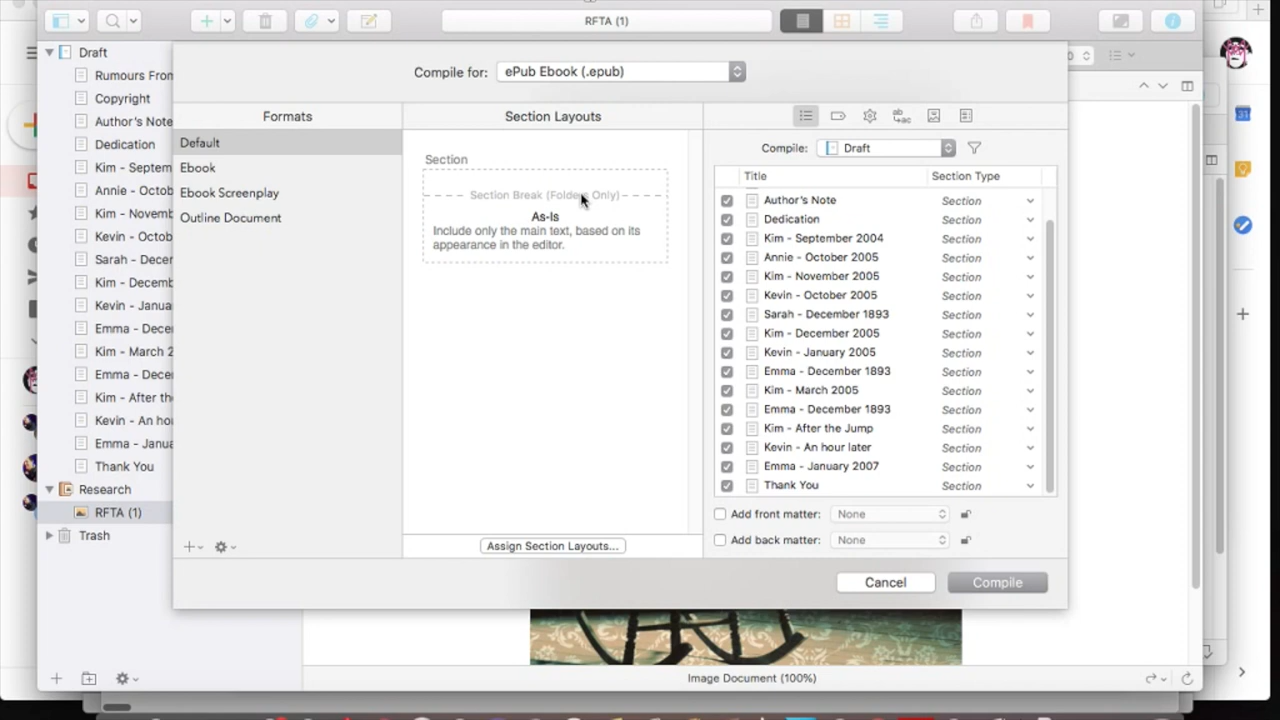 RFTA (1)
Draft
Rumours From
Copyright
Author's Note
Dedication
Kim - Septem
Annie - Octob
Kim - Novemb
Kevin - Octob
Sarah - Decer
Kim - Decemb
Kevin - Janua
Emma - Dece
Kim - March 2
Emma - Decer
Kim - After th
Kevin - An hou
Emma - Janua
Thank You
Research
RFTA (1)
Trash
Compile for: ePub Ebook (.epub)
Formats
Default
Ebook
Ebook Screenplay
Outline Document
Section Layouts
Section
Section Break (Folders Only)
As-Is
Include only the main text, based on its
appearance in the editor.
Assign Section Layouts...
Compile: Draft
Title Section Type
Author's Note Section
Dedication Section
Kim - September 2004 Section
Annie - October 2005 Section
Kim - November 2005 Section
Kevin - October 2005 Section
Sarah - December 1893 Section
Kim - December 2005 Section
Kevin - January 2005 Section
Emma - December 1893 Section
Kim - March 2005 Section
Emma - December 1893 Section
Kim - After the Jump Section
Kevin - An hour later Section
Emma - January 2007 Section
Thank You Section
Add front matter: None
Add back matter: None
Cancel Compile
Image Document (100%)